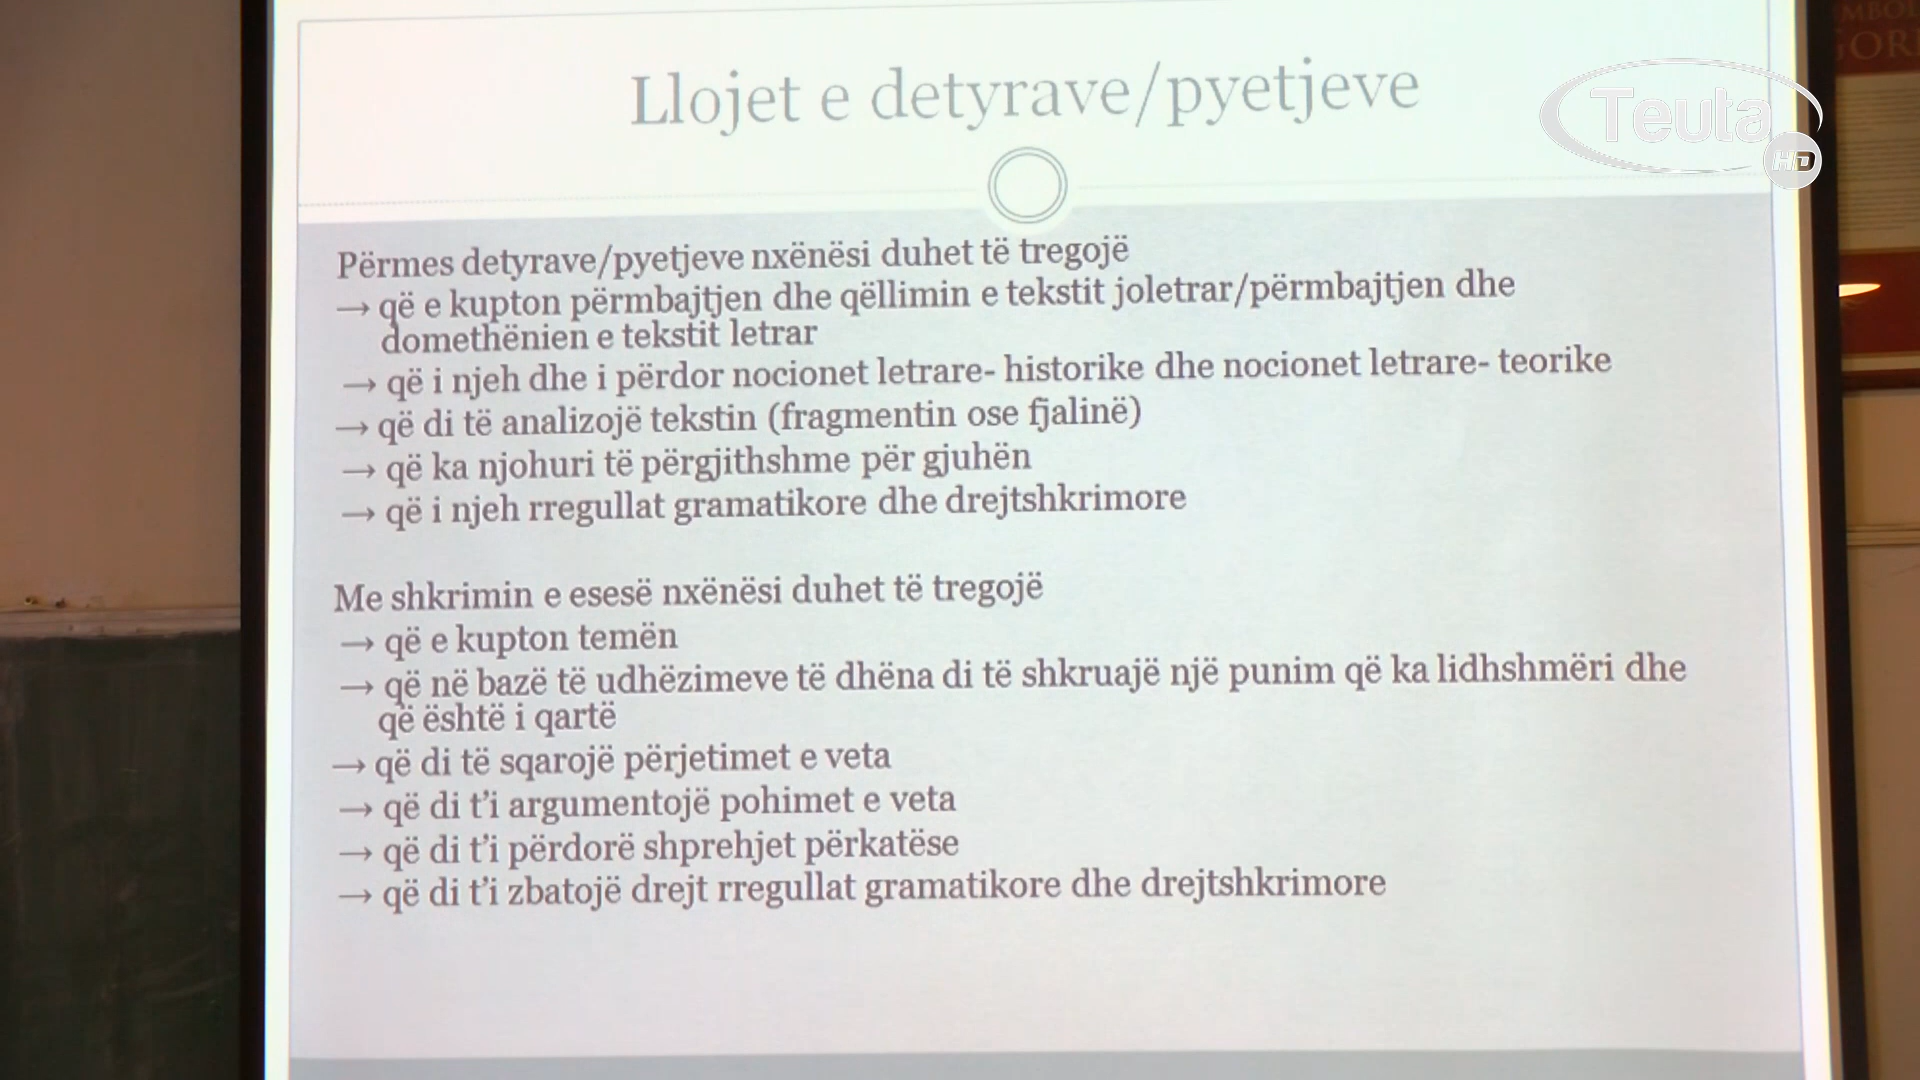 Llojet e detyrave/pyetjeve
Teuta
HD
Përmes detyrave/pyetjeve nxënësi duhet të tregojë
→ që e kupton përmbajtjen dhe qëllimin e tekstit joletrar/përmbajtjen dhe
domethënien e tekstit letrar
→ që i njeh dhe i përdor nocionet letrare- historike dhe nocionet letrare- teorike
→ që di të analizojë tekstin (fragmentin ose fjalinë)
→ që ka njohuri të përgjithshme për gjuhën
→ që i njeh rregullat gramatikore dhe drejtshkrimore
Me shkrimin e esesë nxënësi duhet të tregojë
→ që e kupton temën
→ që në bazë të udhëzimeve të dhëna di të shkruajë një punim që ka lidhshmëri dhe
që është i qartë
→ që di të sqarojë përjetimet e veta
→ që di t'i argumentojë pohimet e veta
→ që di t'i përdorë shprehjet përkatëse
→ që di t'i zbatojë drejt rregullat gramatikore dhe drejtshkrimore